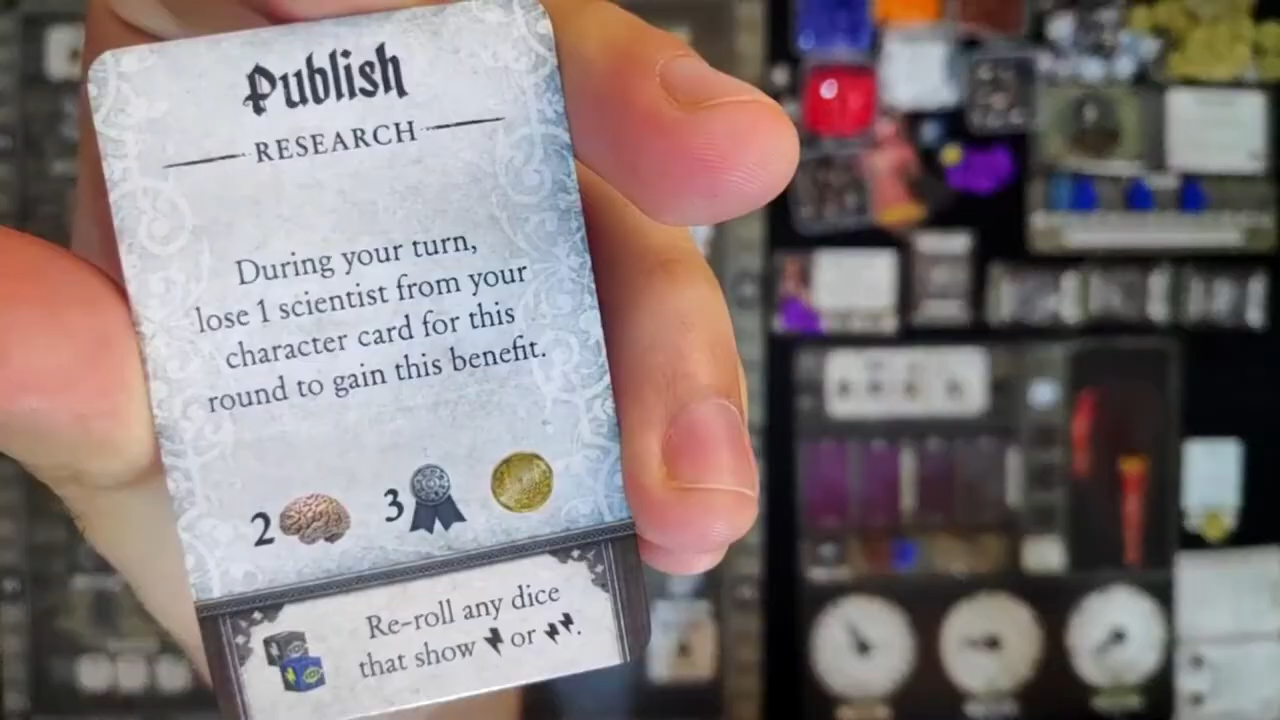 Publish
RESEARCH
During your turn,
lose 1 scientist from your
character card for this
round to gain this benefit.
2 3
Re-roll any dice
that show or .